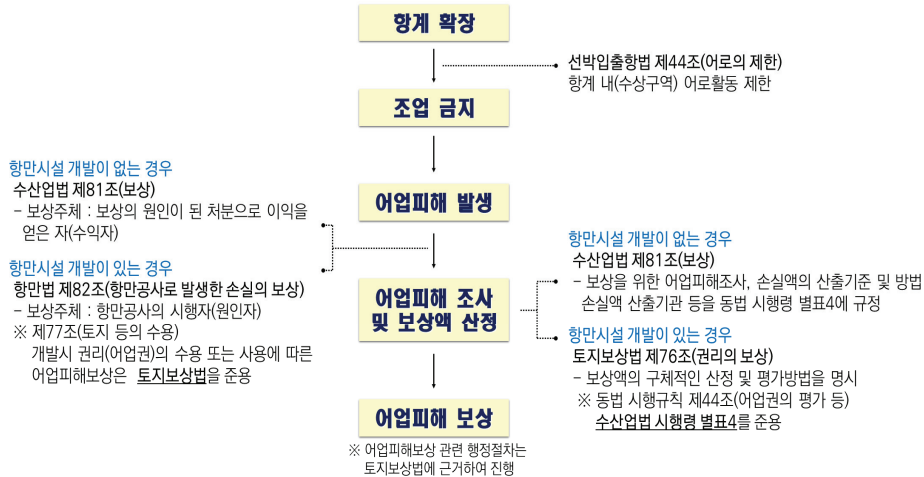 항계 확장
선박입출항법 제44조(어로의 제한)
항계 내(수상구역) 어로활동 제한
조업 금지
항만시설 개발이 없는 경우
수산업법 제81조(보상)
- 보상주체 : 보상의 원인이 된 처분으로 이익을
얻은 자(수익자)
어업피해 발생
항만시설 개발이 있는 경우
항만법 제82조(항만공사로 발생한 손실의 보상)
- 보상주체 : 항만공사의 시행자(원인자)
※ 제77조(토지 등의 수용)
개발시 권리(어업권)의 수용 또는 사용에 따른
어업피해보상은 토지보상법을 준용
어업피해 조사
및 보상액 산정
항만시설 개발이 없는 경우
수산업법 제81조(보상)
- 보상을 위한 어업피해조사, 손실액의 산출기준 및 방법
손실액 산출기관 등을 동법 시행령 별표4에 규정
항만시설 개발이 있는 경우
토지보상법 제76조(권리의 보상)
- 보상액의 구체적인 산정 및 평가방법을 명시
※ 동법 시행규칙 제44조(어업권의 평가 등)
수산업법 시행령 별표4를 준용
어업피해 보상
※ 어업피해보상 관련 행정절차는
토지보상법에 근거하여 진행